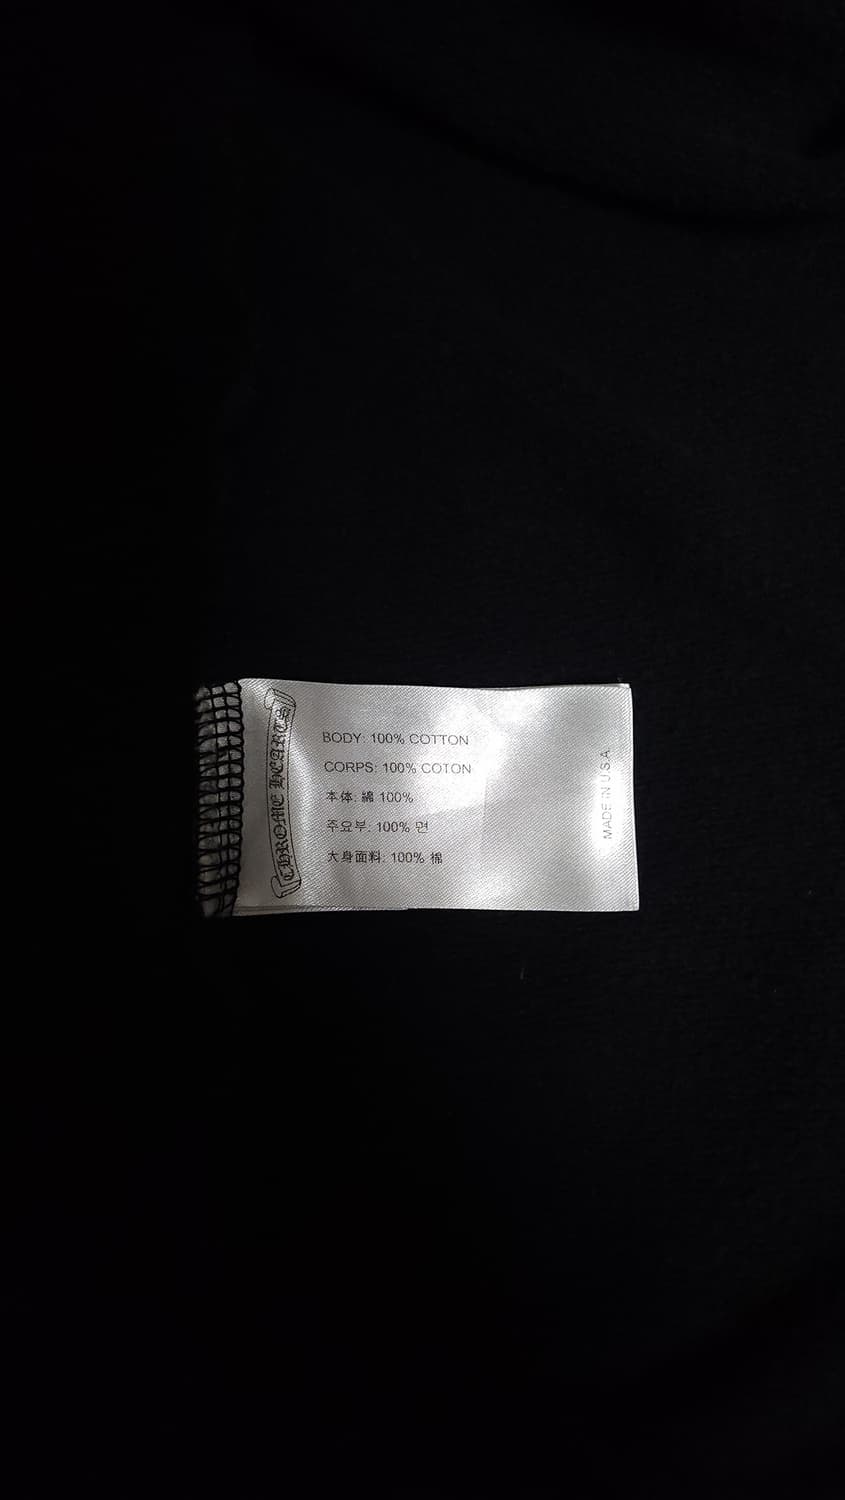 CHROME HEARTS
BODY: 100% COTTON
CORPS: 100% COTON
本体: 綿 100%
주요부: 100% 면
大身面料: 100% 棉
MADE IN U.S.A.